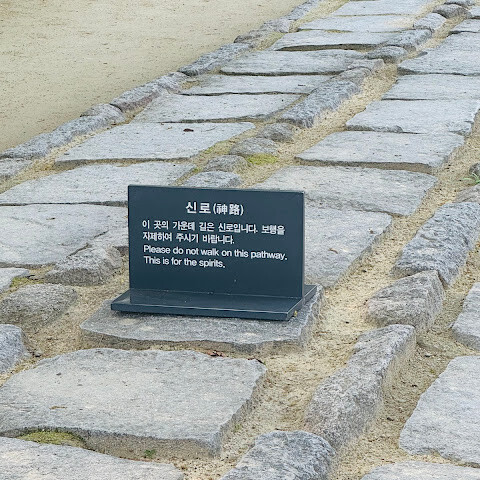 신로(神路)
이 곳의 가운데 길은 신로입니다. 보행을
자제하여 주시기 바랍니다.
Please do not walk on this pathway.
This is for the spirits.